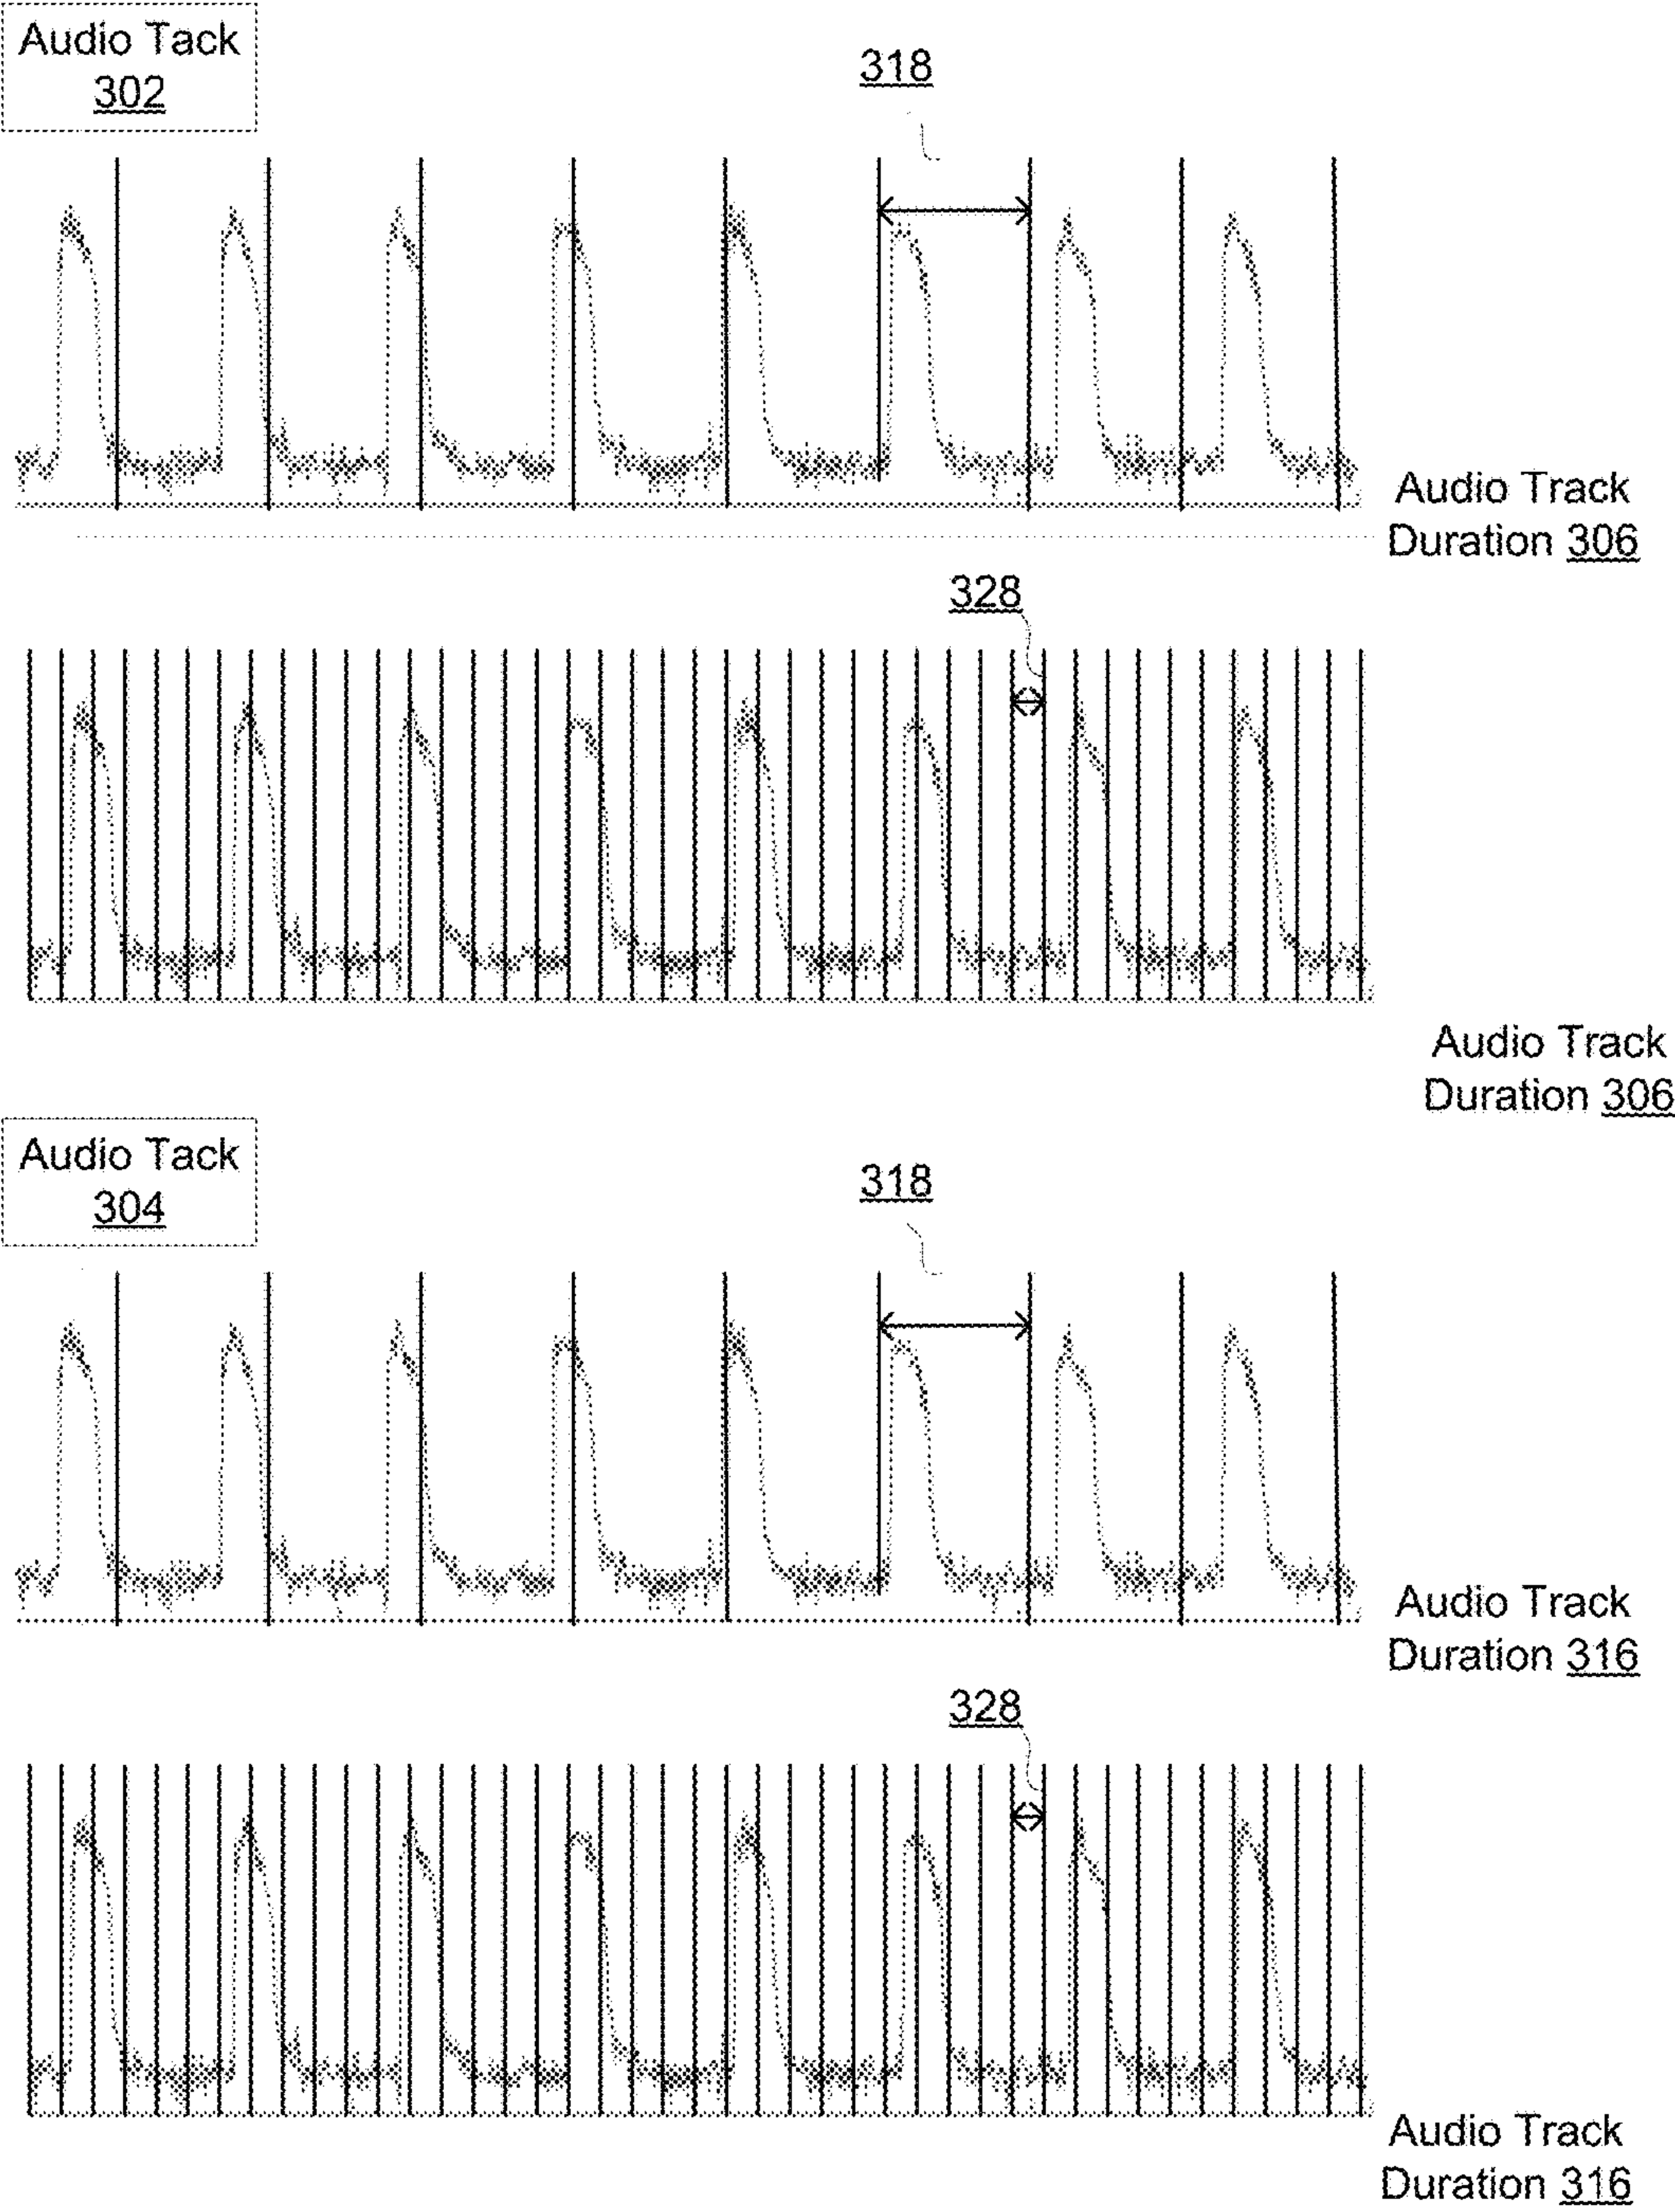 Audio Tack
302
318
Audio Track
Duration 306
328
Audio Track
Duration 306
Audio Tack
304
318
Audio Track
Duration 316
328
Audio Track
Duration 316